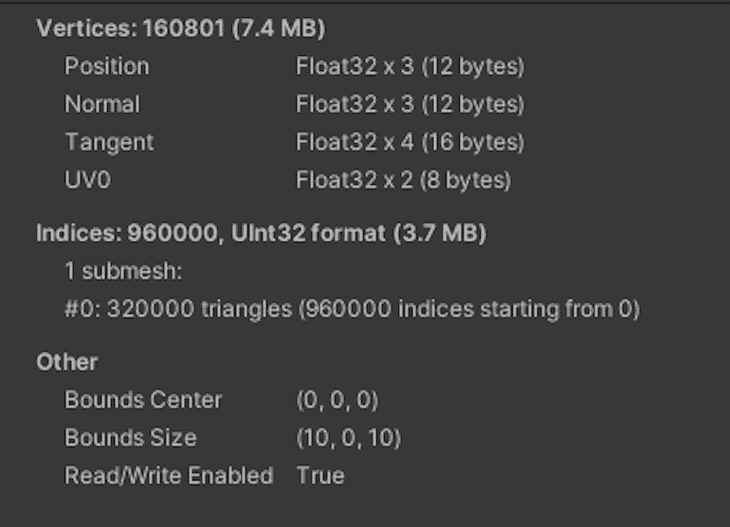 Vertices: 160801 (7.4 MB)
Position Float32 x 3 (12 bytes)
Normal Float32 x 3 (12 bytes)
Tangent Float32 x 4 (16 bytes)
UV0 Float32 x 2 (8 bytes)
Indices: 960000, UInt32 format (3.7 MB)
1 submesh:
#0: 320000 triangles (960000 indices starting from 0)
Other
Bounds Center (0, 0, 0)
Bounds Size (10, 0, 10)
Read/Write Enabled True